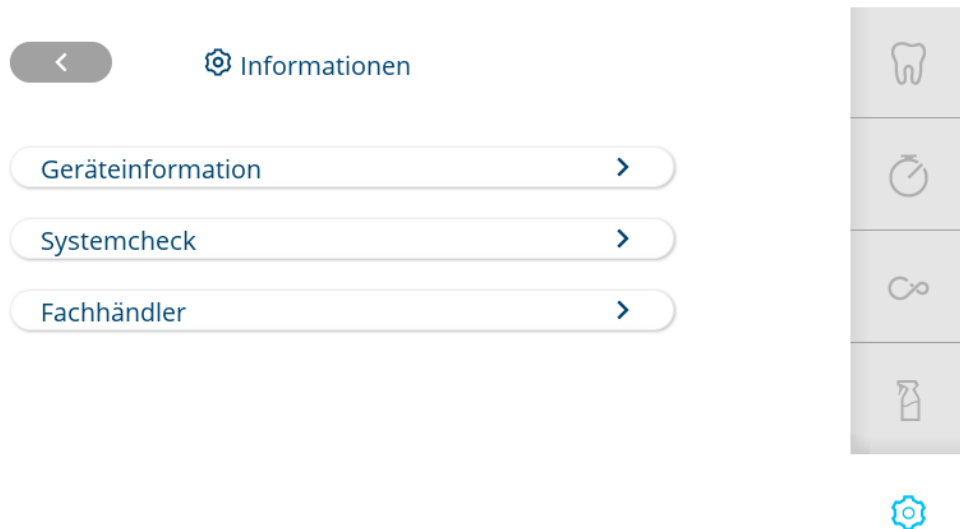 Informationen
Geräteinformation
Systemcheck
Fachhändler